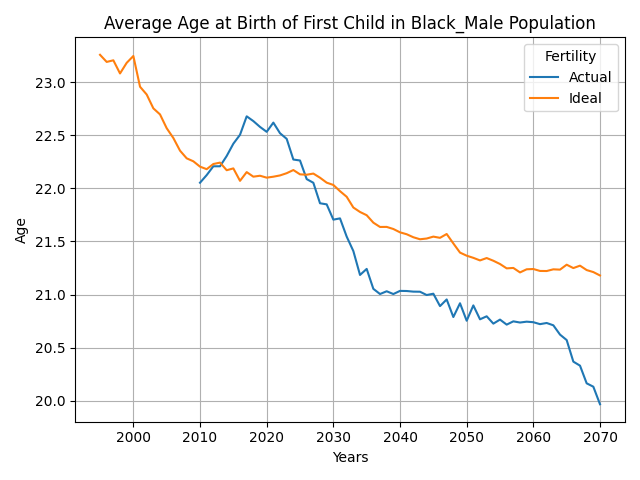 Average Age at Birth of First Child in Black_Male Population
Fertility
Actual
Ideal
Age
23.0
22.5
22.0
21.5
21.0
20.5
20.0
2000 2010 2020 2030 2040 2050 2060 2070
Years